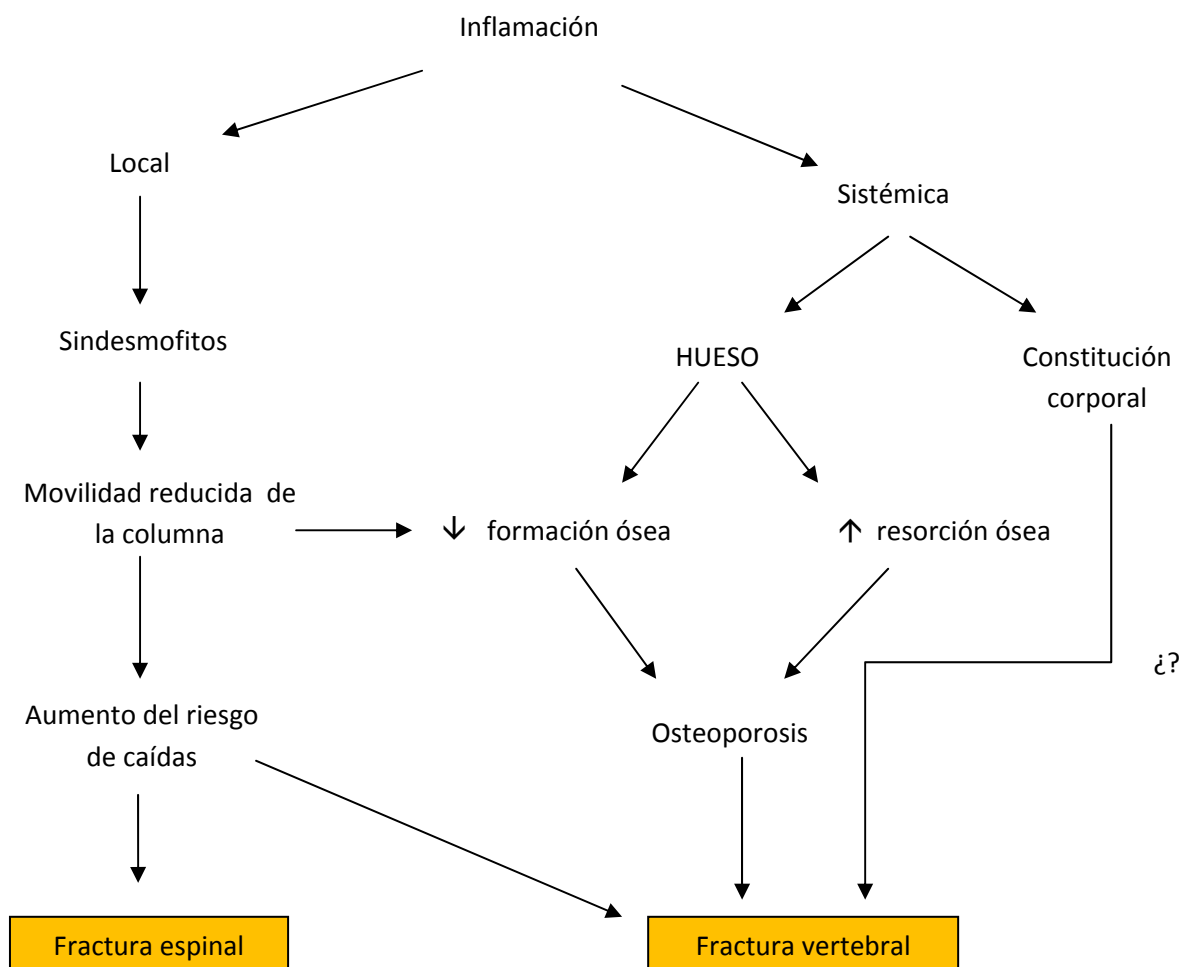 Inflamación
Local
Sistémica
Sindesmofitos
HUESO
Constitución
corporal
Movilidad reducida de
la columna
↓ formación ósea
↑ resorción ósea
¿?
Aumento del riesgo
de caídas
Osteoporosis
Fractura espinal
Fractura vertebral